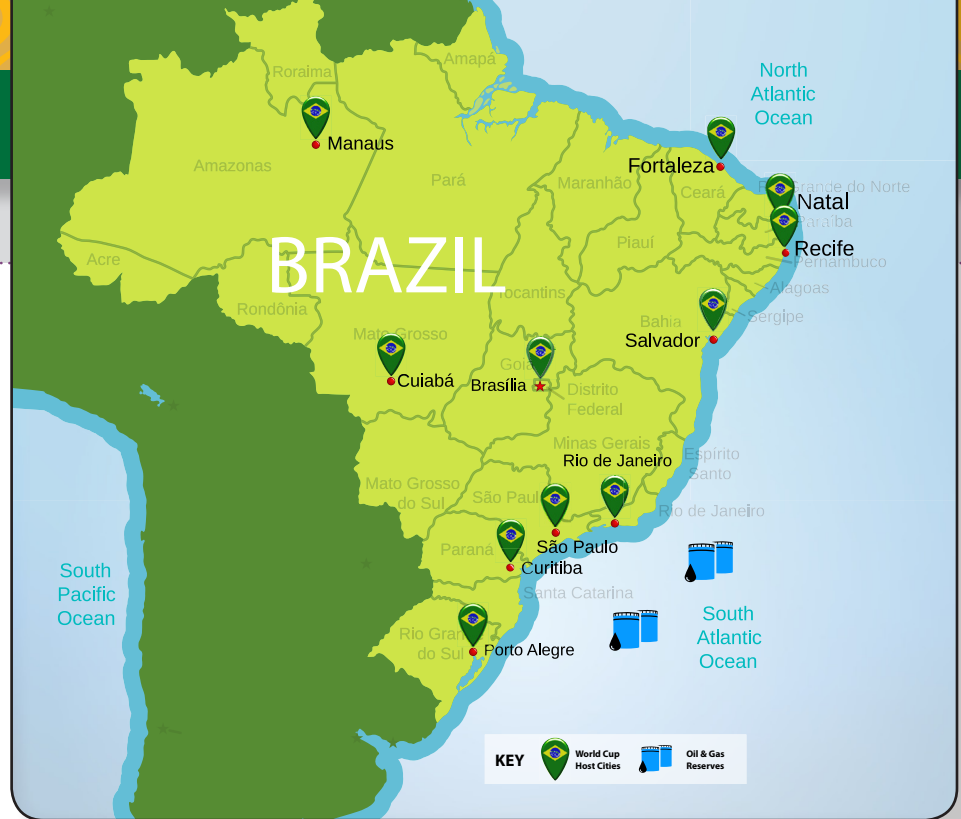 North
Atlantic
Ocean
Amapá
Roraima
Manaus
Amazonas
Pará
Maranhão
Fortaleza
Ceará
Grande do Norte
Natal
Paraíba
Piauí
Recife
Pernambuco
Acre
BRAZIL
Tocantins
Alagoas
Rondônia
Bahia
Sergipe
Mato Grosso
Salvador
Cuiabá
Goiás
Brasília
Distrito
Federal
Minas Gerais
Rio de Janeiro
Espírito
Santo
Mato Grosso
do Sul
São Paulo
Rio de Janeiro
Paraná
São Paulo
Curitiba
Santa Catarina
South
Pacific
Ocean
South
Atlantic
Ocean
Rio Grande
do Sul
Porto Alegre
KEY
World Cup
Host Cities
Oil & Gas
Reserves